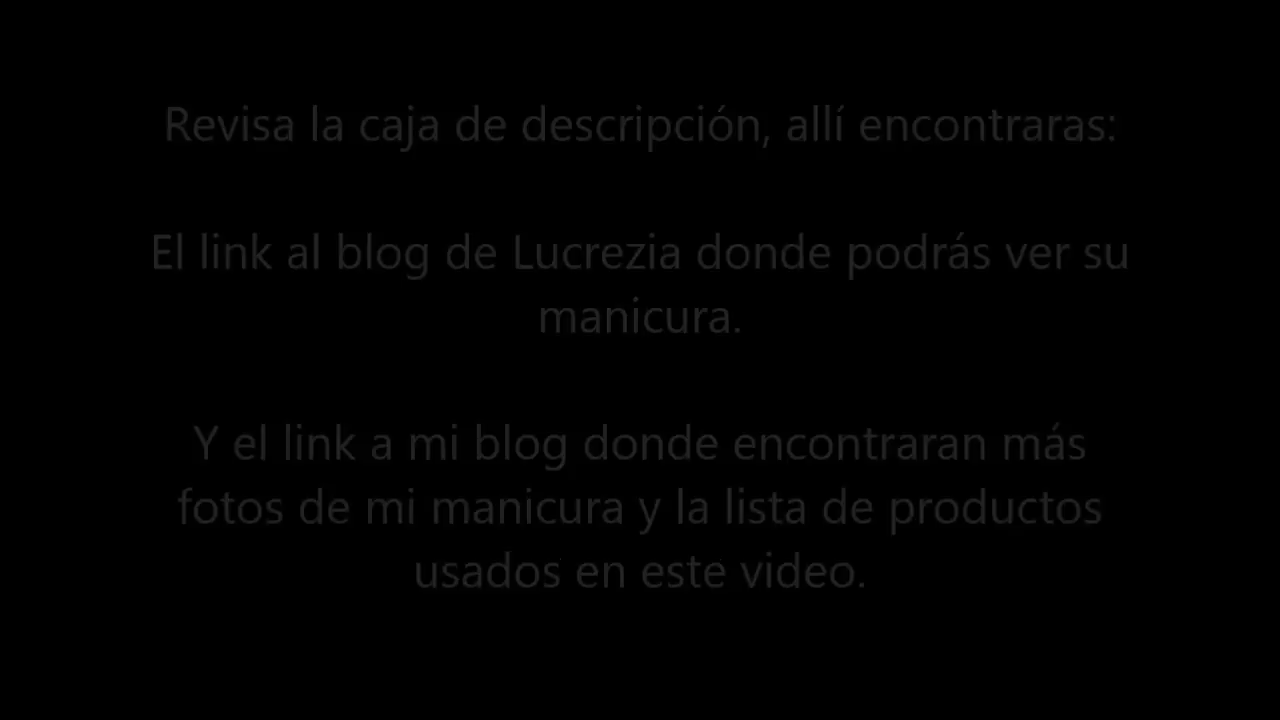 Revisa la caja de descripción, allí encontraras:
El link al blog de Lucrezia donde podrás ver su
manicura.
Y el link a mi blog donde encontraran más
fotos de mi manicura y la lista de productos
usados en este video.